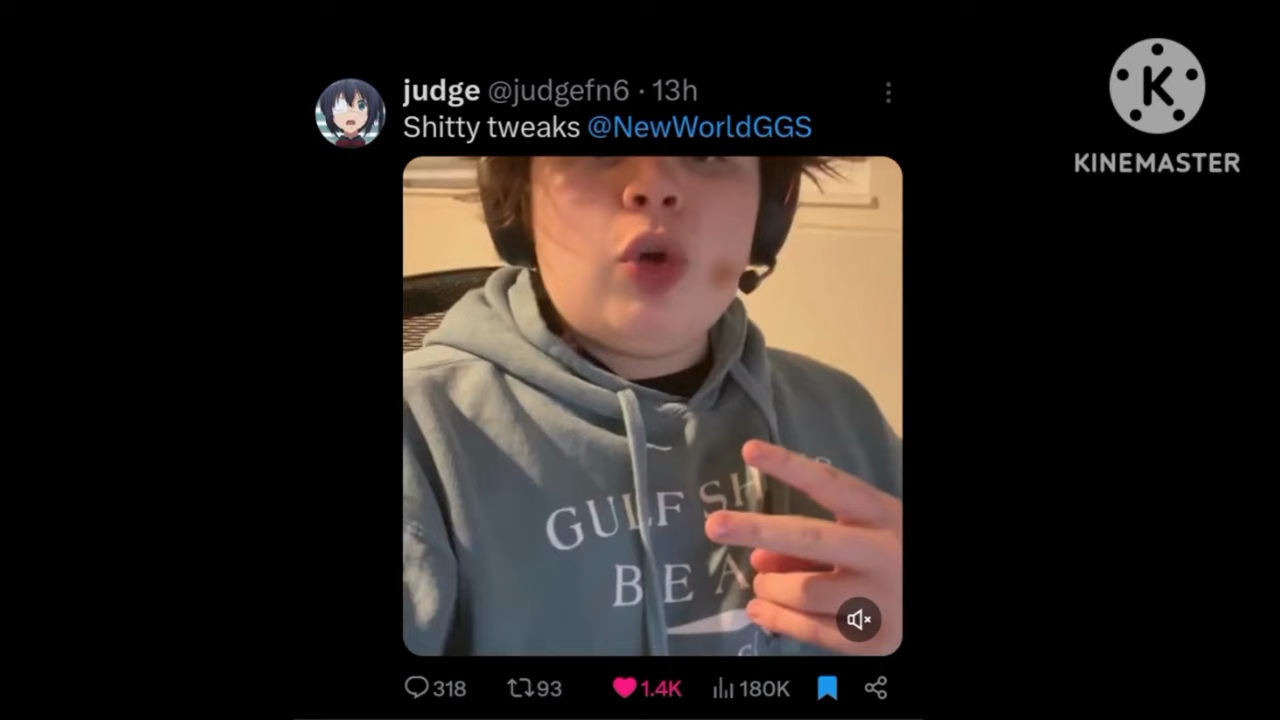 judge @judgefn6 · 13h
Shitty tweaks @NewWorldGGS
K
KINEMASTER
GULF SH
BEA
318 93 1.4K 180K